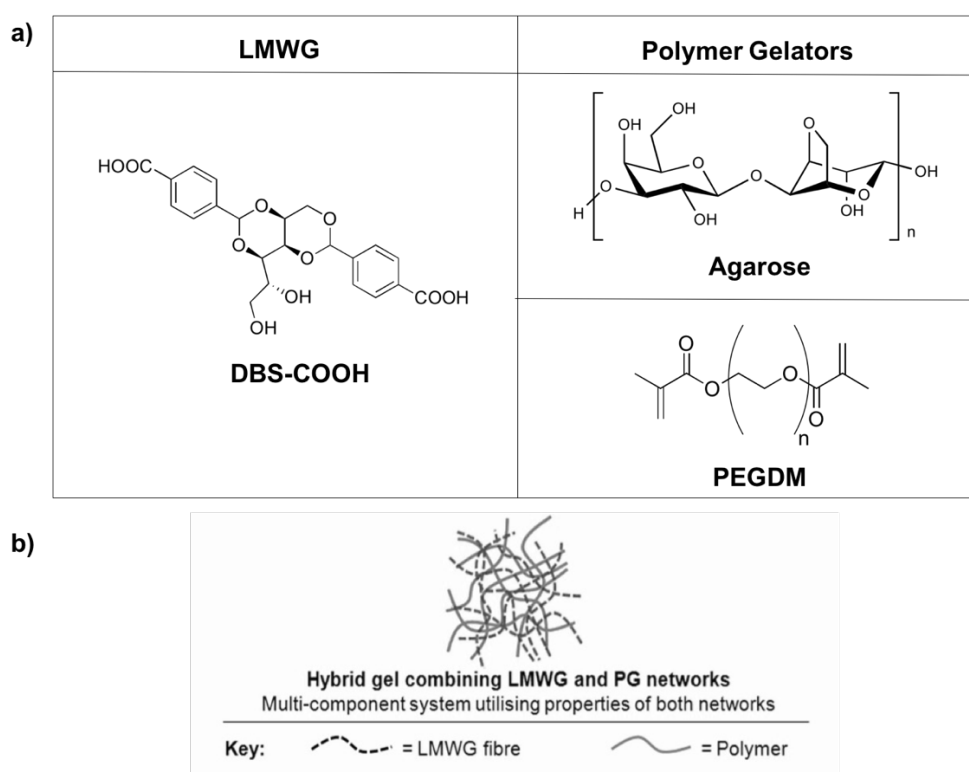 a)
LMWG
Polymer Gelators
HOOC
O
O
O
O
OH
OH
COOH
DBS-COOH
OH
OH
O
O
H
O
OH
O
O
OH
OH
n
Agarose
O
O
O
O
n
PEGDM
b)
Hybrid gel combining LMWG and PG networks
Multi-component system utilising properties of both networks
Key: = LMWG fibre = Polymer